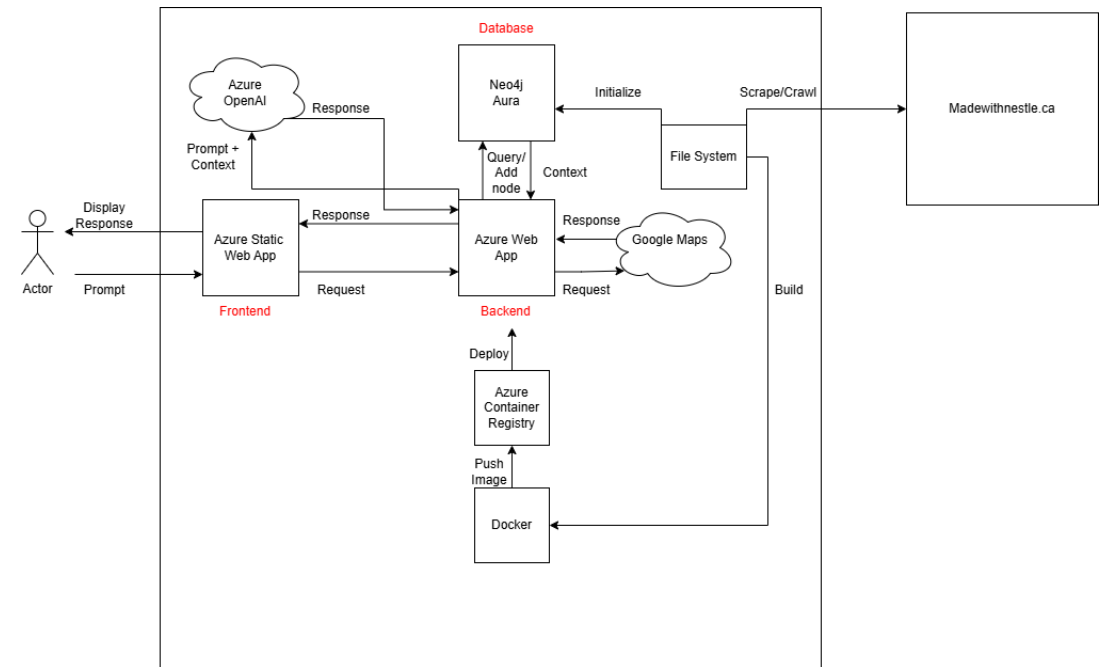 Database
Neo4j
Aura
Azure
OpenAI
Response
Initialize
Scrape/Crawl
Madewithnestle.ca
Prompt +
Context
Query/
Add
node
Context
File System
Display
Response
Response
Response
Azure Static
Web App
Azure Web
App
Google Maps
Actor
Prompt
Request
Request
Build
Frontend
Backend
Deploy
Azure
Container
Registry
Push
Image
Docker